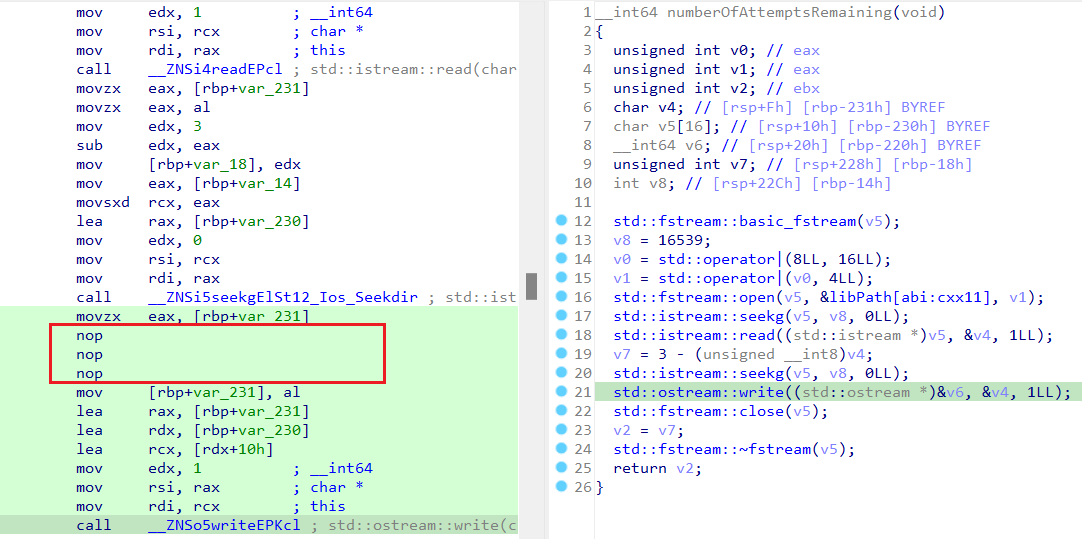 mov edx, 1 ; __int64
mov rsi, rcx ; char *
mov rdi, rax ; this
call __ZNSi4readEPcl ; std::istream::read(char
movzx eax, [rbp+var_231]
movzx eax, al
mov edx, 3
sub edx, eax
mov [rbp+var_18], edx
mov eax, [rbp+var_14]
movsxd rcx, eax
lea rax, [rbp+var_230]
mov edx, 0
mov rsi, rcx
mov rdi, rax
call __ZNSi5seekgElSt12_Ios_Seekdir ; std::ist
movzx eax, [rbp+var_231]
nop
nop
nop
mov [rbp+var_231], al
lea rax, [rbp+var_231]
lea rdx, [rbp+var_230]
lea rcx, [rdx+10h]
mov edx, 1 ; __int64
mov rsi, rax ; char *
mov rdi, rcx ; this
call __ZNSo5writeEPKcl ; std::ostream::write(c
1 __int64 numberOfAttemptsRemaining(void)
2 {
3 unsigned int v0; // eax
4 unsigned int v1; // eax
5 unsigned int v2; // ebx
6 char v4; // [rsp+Fh] [rbp-231h] BYREF
7 char v5[16]; // [rsp+10h] [rbp-230h] BYREF
8 __int64 v6; // [rsp+20h] [rbp-220h] BYREF
9 unsigned int v7; // [rsp+228h] [rbp-18h]
10 int v8; // [rsp+22Ch] [rbp-14h]
11
12 std::fstream::basic_fstream(v5);
13 v8 = 16539;
14 v0 = std::operator|(8LL, 16LL);
15 v1 = std::operator|(v0, 4LL);
16 std::fstream::open(v5, &libPath[abi:cxx11], v1);
17 std::istream::seekg(v5, v8, 0LL);
18 std::istream::read((std::istream *)v5, &v4, 1LL);
19 v7 = 3 - (unsigned __int8)v4;
20 std::istream::seekg(v5, v8, 0LL);
21 std::ostream::write((std::ostream *)&v6, &v4, 1LL);
22 std::fstream::close(v5);
23 v2 = v7;
24 std::fstream::~fstream(v5);
25 return v2;
26 }